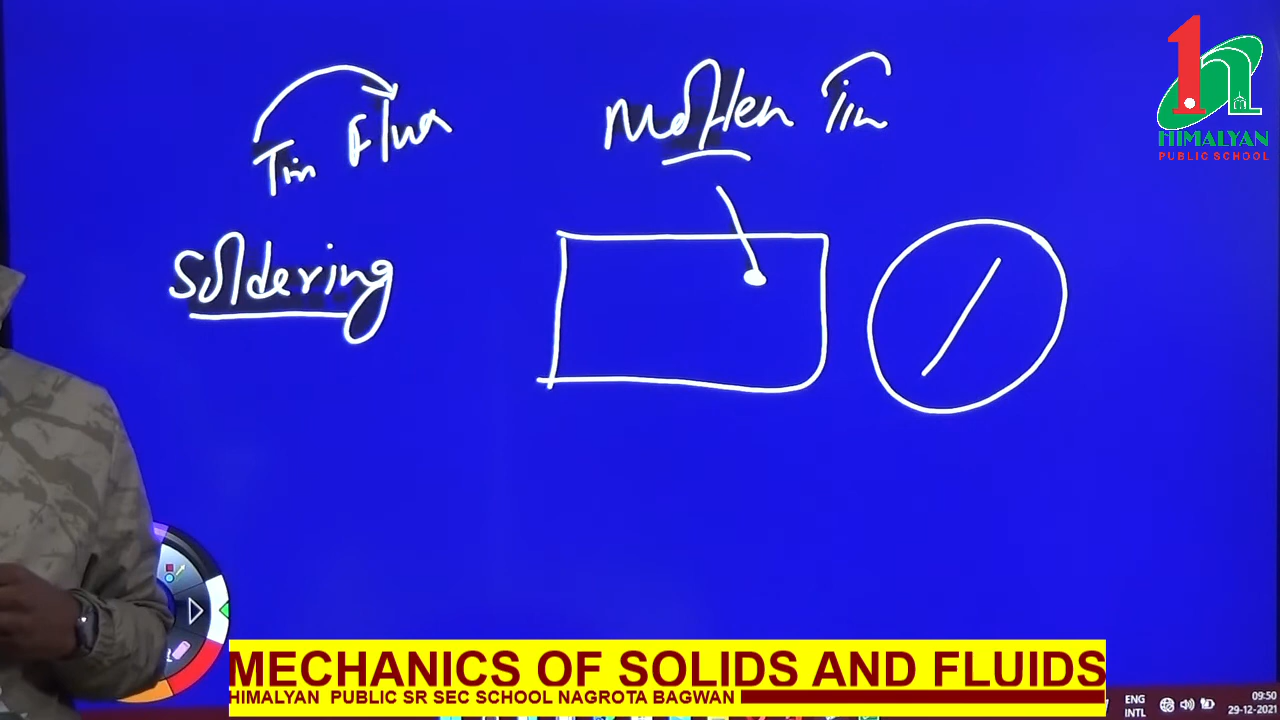 Tin Flux
Molten Tin
Soldering
1h
HIMALYAN
PUBLIC SCHOOL
MECHANICS OF SOLIDS AND FLUIDS
HIMALYAN PUBLIC SR SEC SCHOOL NAGROTA BAGWAN
ENG
INTL
09:50
29-12-2021